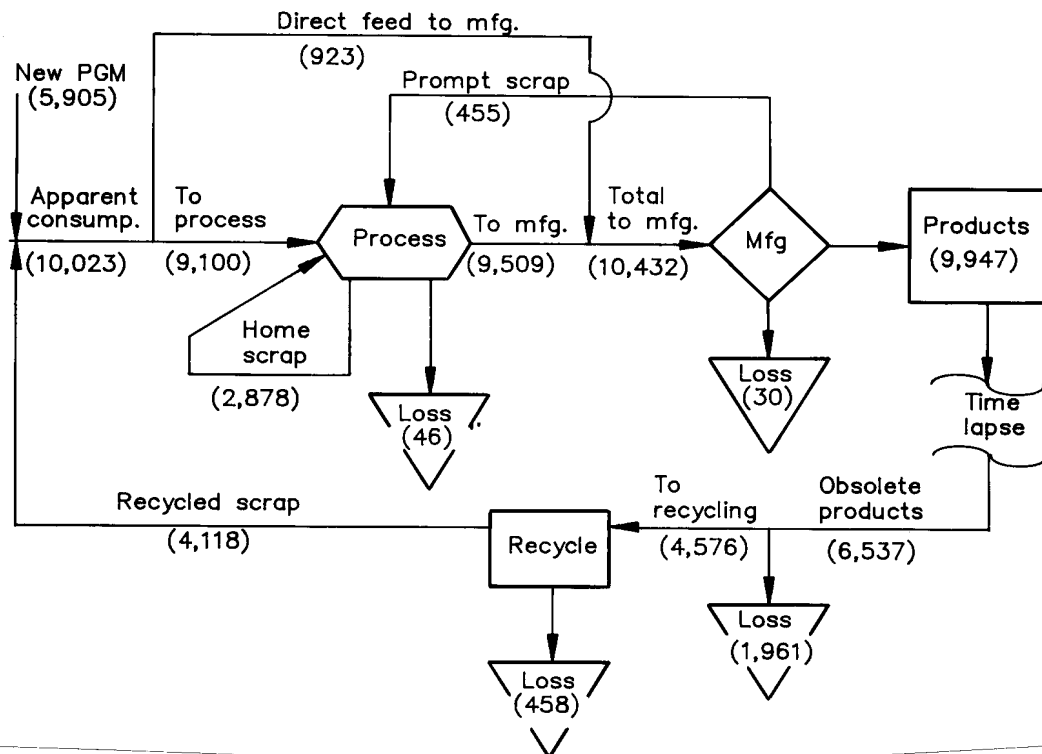 Direct feed to mfg.
(923)
New PGM
(5,905)
Prompt scrap
(455)
Apparent
consump.
(10,023)
To
process
(9,100)
Process
To mfg.
(9,509)
Total
to mfg.
(10,432)
Mfg
Products
(9,947)
Home
scrap
(2,878)
Loss
(46)
Loss
(30)
Time
lapse
Recycled scrap
(4,118)
Recycle
To
recycling
(4,576)
Obsolete
products
(6,537)
Loss
(458)
Loss
(1,961)